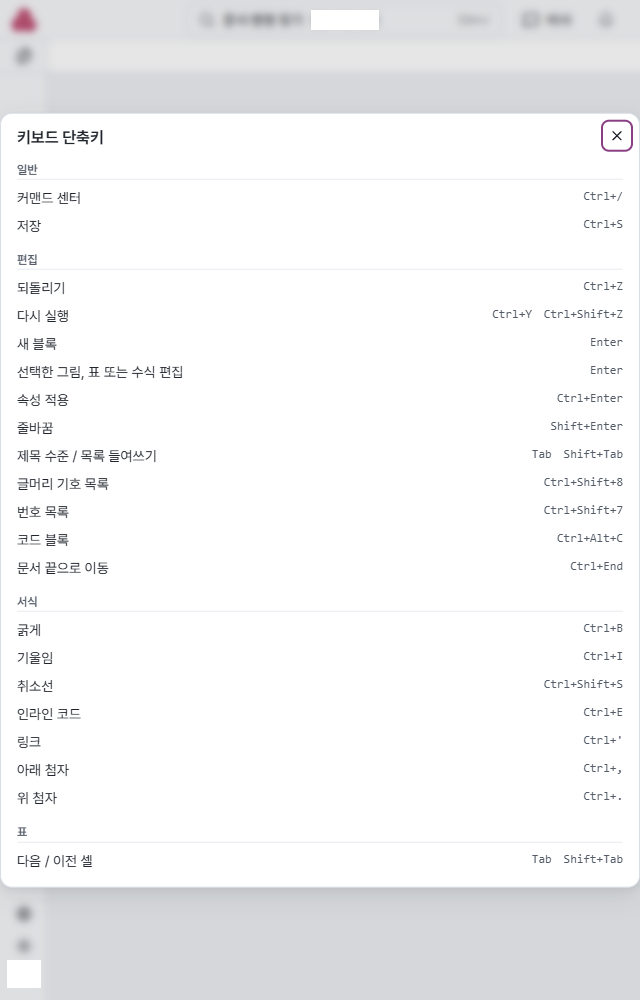 키보드 단축키
일반
커맨드 센터 Ctrl+/
저장 Ctrl+S
편집
되돌리기 Ctrl+Z
다시 실행 Ctrl+Y Ctrl+Shift+Z
새 블록 Enter
선택한 그림, 표 또는 수식 편집 Enter
속성 적용 Ctrl+Enter
줄바꿈 Shift+Enter
제목 수준 / 목록 들여쓰기 Tab Shift+Tab
글머리 기호 목록 Ctrl+Shift+8
번호 목록 Ctrl+Shift+7
코드 블록 Ctrl+Alt+C
문서 끝으로 이동 Ctrl+End
서식
굵게 Ctrl+B
기울임 Ctrl+I
취소선 Ctrl+Shift+S
인라인 코드 Ctrl+E
링크 Ctrl+'
아래 첨자 Ctrl+,
위 첨자 Ctrl+.
표
다음 / 이전 셀 Tab Shift+Tab